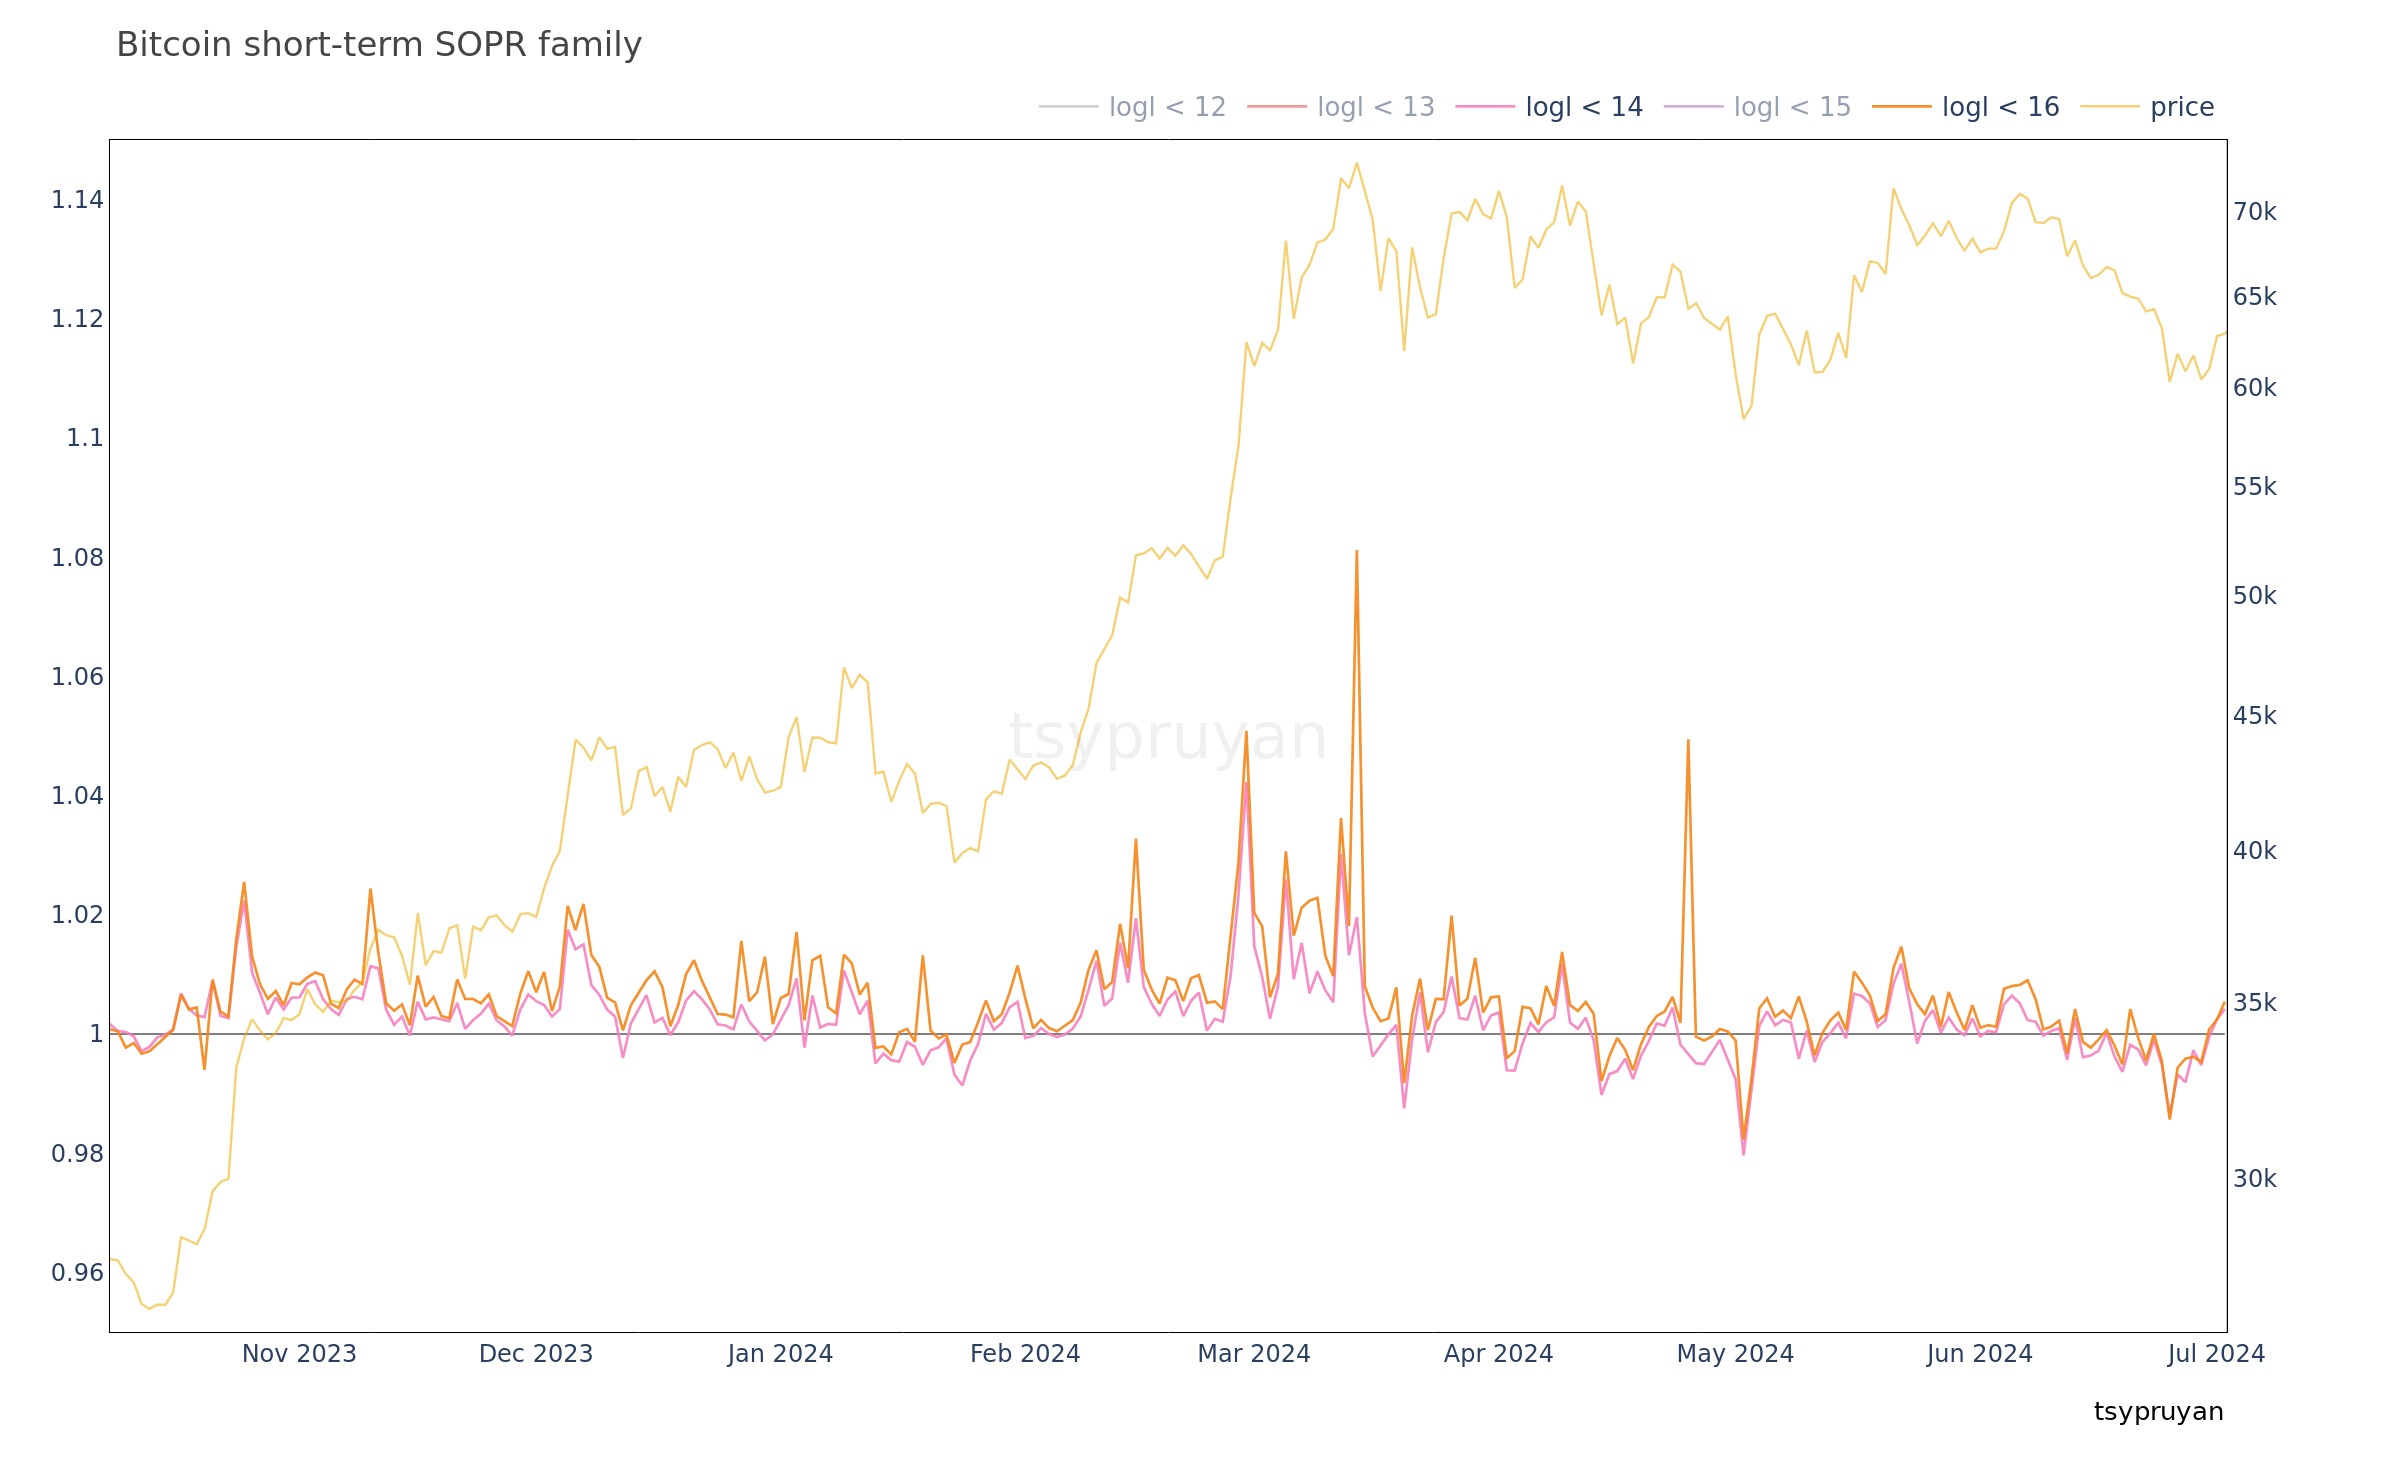 Bitcoin short-term SOPR family
logl < 12 logl < 13 logl < 14 logl < 15 logl < 16 price
1.14
1.12
1.1
1.08
1.06
1.04
1.02
1
0.98
0.96
70k
65k
60k
55k
50k
45k
40k
35k
30k
tsypruyan
Nov 2023 Dec 2023 Jan 2024 Feb 2024 Mar 2024 Apr 2024 May 2024 Jun 2024 Jul 2024
tsypruyan